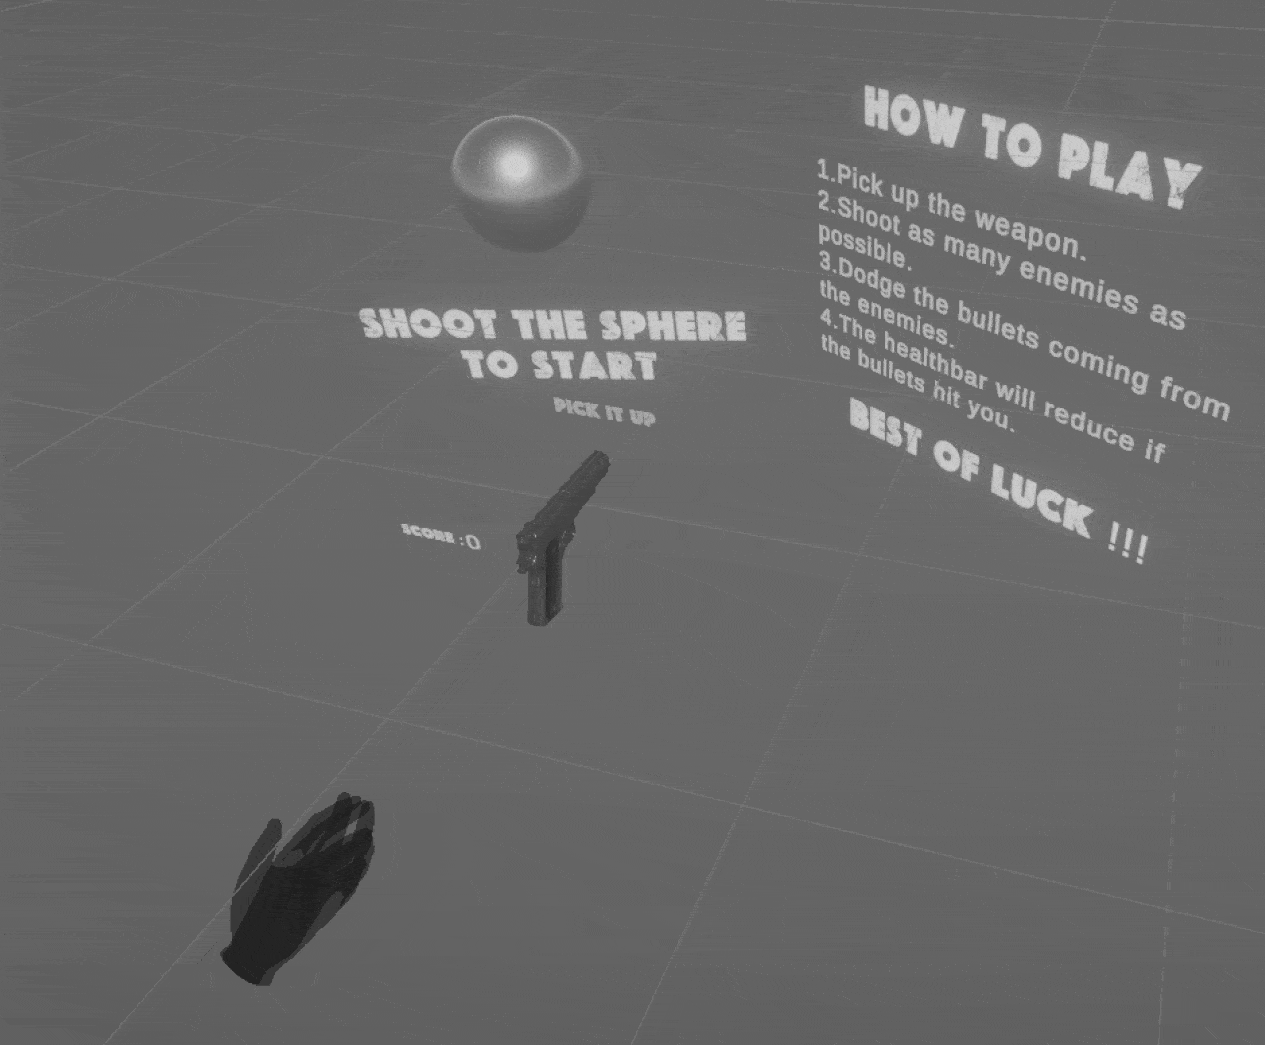 SHOOT THE SPHERE
TO START
PICK IT UP
SCORE :0
HOW TO PLAY
1.Pick up the weapon.
2.Shoot as many enemies as
possible.
3.Dodge the bullets coming from
the enemies.
4.The healthbar will reduce if
the bullets hit you.
BEST OF LUCK !!!